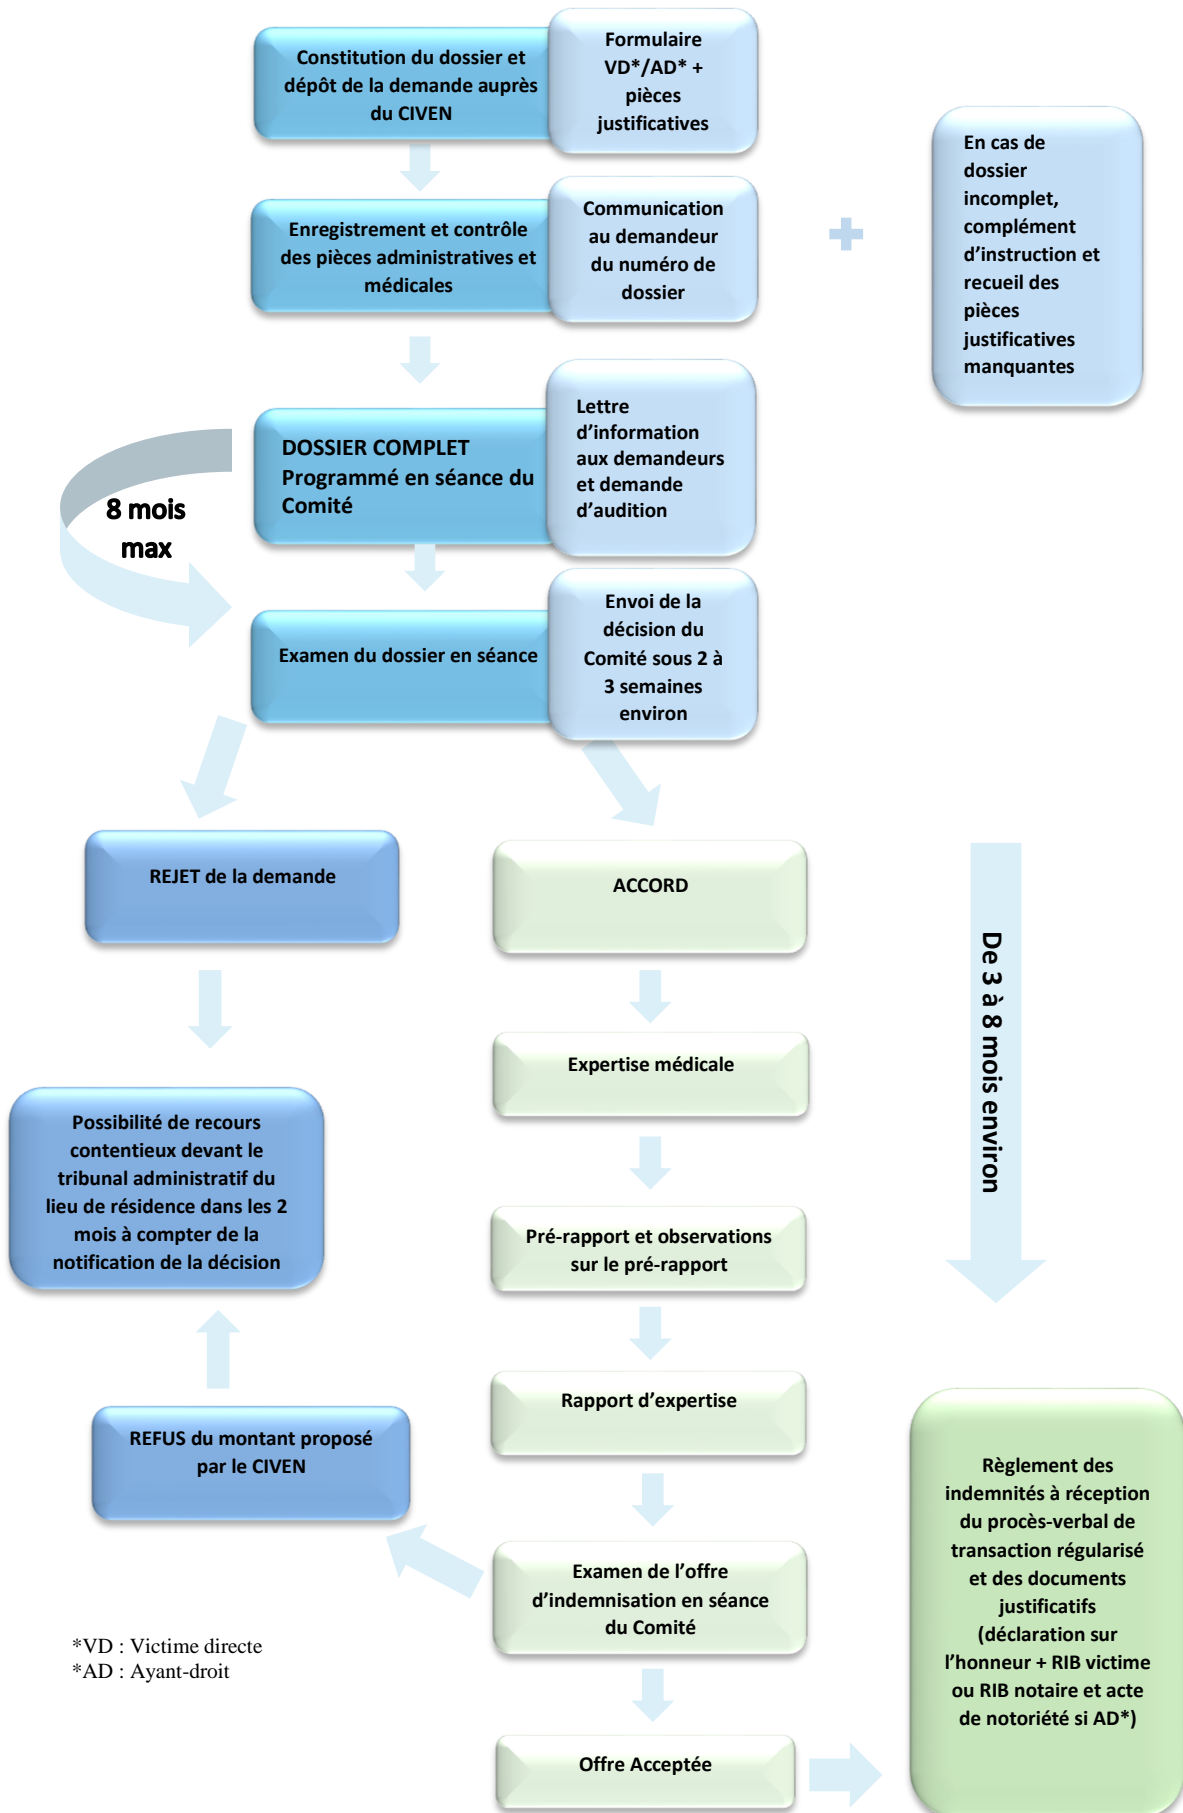 Constitution du dossier et
dépôt de la demande auprès
du CIVEN
Formulaire
VD*/AD* +
pièces
justificatives
En cas de
dossier
incomplet,
complément
d’instruction et
recueil des
pièces
justificatives
manquantes
Enregistrement et contrôle
des pièces administratives et
médicales
Communication
au demandeur
du numéro de
dossier
DOSSIER COMPLET
Programmé en séance du
Comité
Lettre
d’information
aux demandeurs
et demande
d’audition
8 mois
max
Examen du dossier en séance
Envoi de la
décision du
Comité sous 2 à
3 semaines
environ
REJET de la demande
ACCORD
De 3 à 8 mois environ
Expertise médicale
Possibilité de recours
contentieux devant le
tribunal administratif du
lieu de résidence dans les 2
mois à compter de la
notification de la décision
Pré-rapport et observations
sur le pré-rapport
Rapport d’expertise
REFUS du montant proposé
par le CIVEN
Règlement des
indemnités à réception
du procès-verbal de
transaction régularisé
et des documents
justificatifs
(déclaration sur
l’honneur + RIB victime
ou RIB notaire et acte
de notoriété si AD*)
Examen de l’offre
d’indemnisation en séance
du Comité
*VD : Victime directe
*AD : Ayant-droit
Offre Acceptée